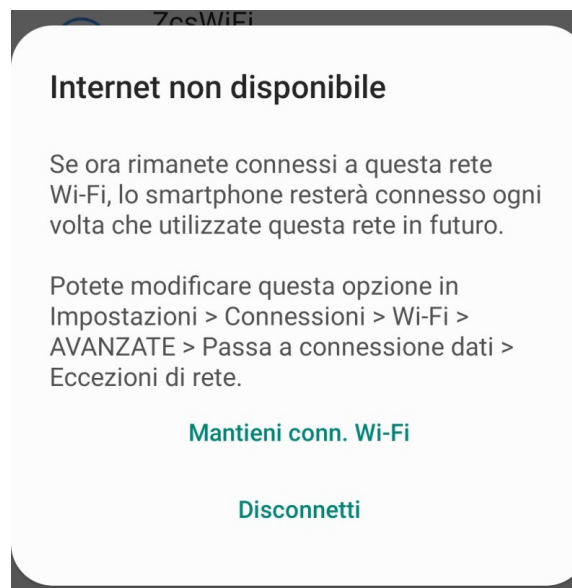 ZcsWiFi
Internet non disponibile
Se ora rimanete connessi a questa rete
Wi-Fi, lo smartphone resterà connesso ogni
volta che utilizzate questa rete in futuro.
Potete modificare questa opzione in
Impostazioni > Connessioni > Wi-Fi >
AVANZATE > Passa a connessione dati >
Eccezioni di rete.
Mantieni conn. Wi-Fi
Disconnetti